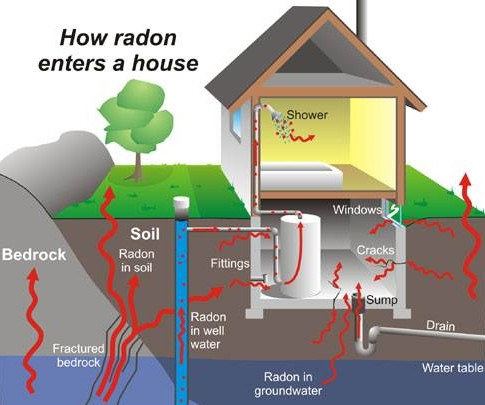 How radon
enters a house
Shower
Windows
Soil
Bedrock
Radon
in soil
Cracks
Fittings
Sump
Radon
in well
water
Drain
Fractured
bedrock
Water table
Radon in
groundwater